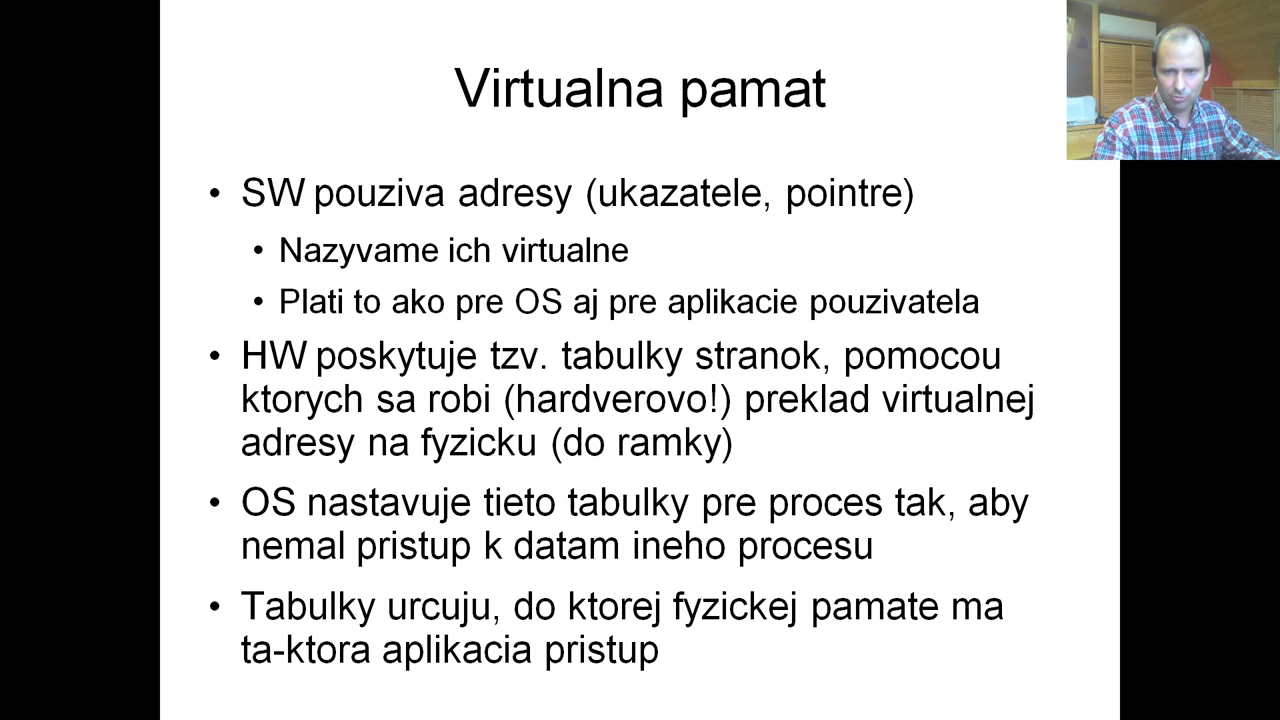 Virtualna pamat
• SW pouziva adresy (ukazatele, pointre)
• Nazyvame ich virtualne
• Plati to ako pre OS aj pre aplikacie pouzivatela
• HW poskytuje tzv. tabulky stranok, pomocou
ktorych sa robi (hardverovo!) preklad virtualnej
adresy na fyzicku (do ramky)
• OS nastavuje tieto tabulky pre proces tak, aby
nemal pristup k datam ineho procesu
• Tabulky urcuju, do ktorej fyzickej pamate ma
ta-ktora aplikacia pristup